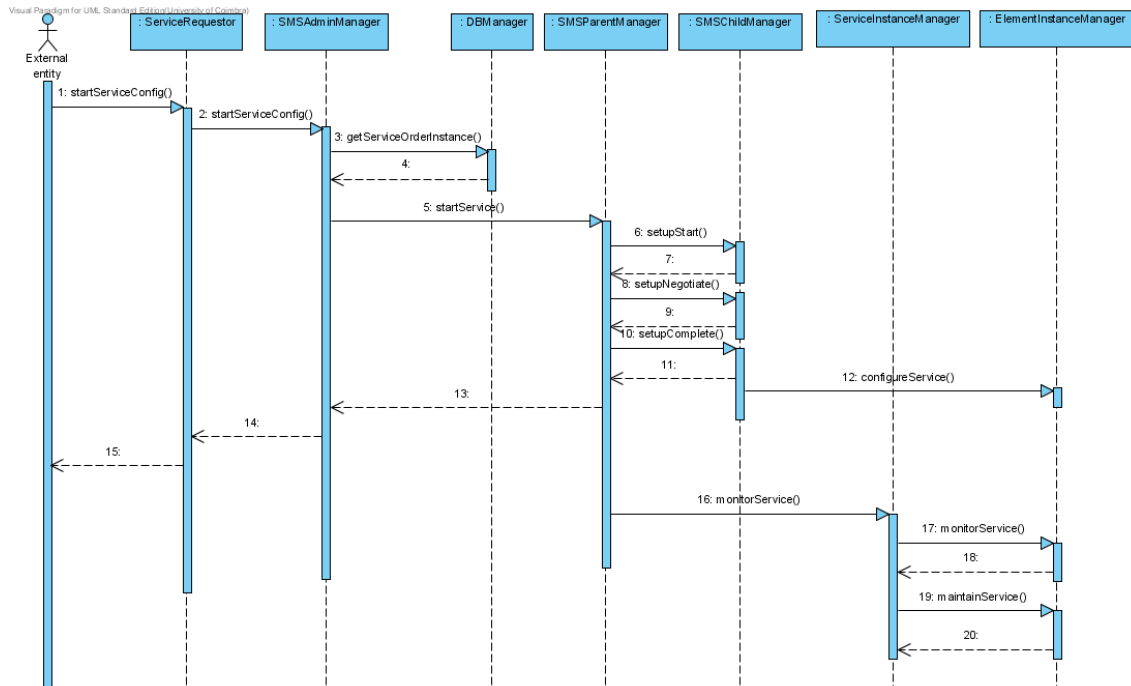 Visual Paradigm for UML Standard Edition(University of Coimbra)
: ServiceRequestor
: SMSAdminManager
: DBManager
: SMSParentManager
: SMSChildManager
: ServiceInstanceManager
: ElementInstanceManager
External
entity
1: startServiceConfig()
2: startServiceConfig()
3: getServiceOrderInstance()
4:
5: startService()
6: setupStart()
7:
8: setupNegotiate()
9:
10: setupComplete()
11:
12: configureService()
13:
14:
15:
16: monitorService()
17: monitorService()
18:
19: maintainService()
20: